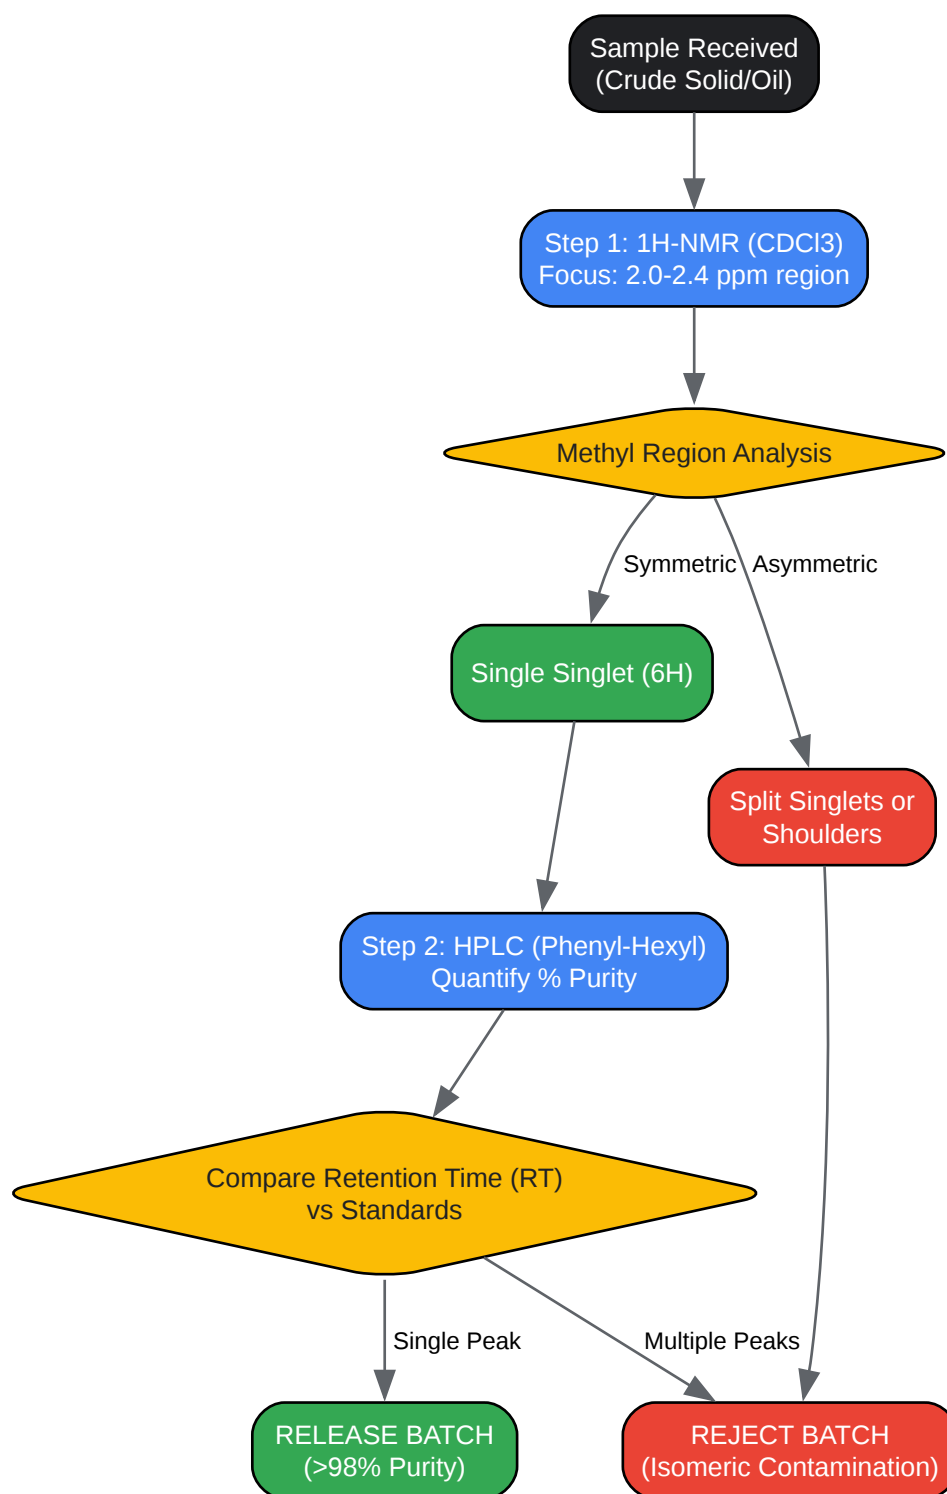 Sample Received
(Crude Solid/Oil)
Step 1: 1H-NMR (CDCl3)
Focus: 2.0-2.4 ppm region
Methyl Region Analysis
Symmetric
Asymmetric
Single Singlet (6H)
Split Singlets or
Shoulders
Step 2: HPLC (Phenyl-Hexyl)
Quantify % Purity
Compare Retention Time (RT)
vs Standards
Single Peak
Multiple Peaks
RELEASE BATCH
(>98% Purity)
REJECT BATCH
(Isomeric Contamination)